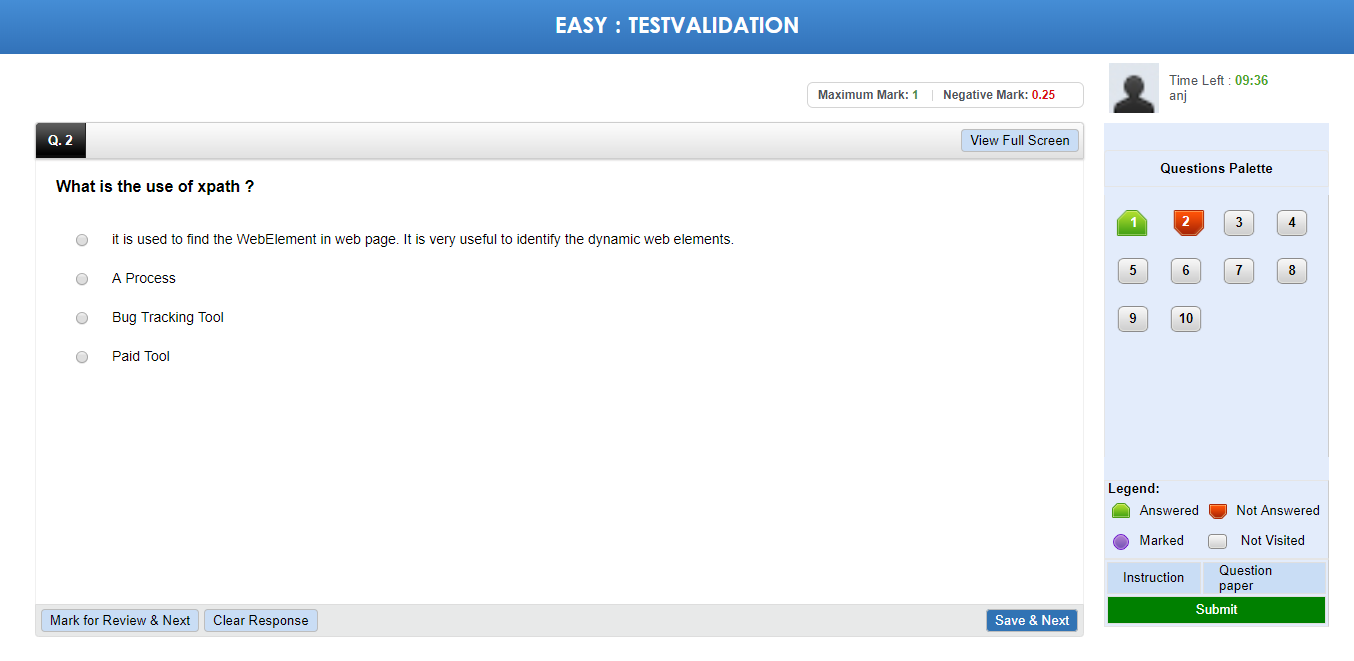 EASY : TESTVALIDATION
Maximum Mark: 1 | Negative Mark: 0.25
Time Left : 09:36
anj
Q. 2
View Full Screen
What is the use of xpath ?
it is used to find the WebElement in web page. It is very useful to identify the dynamic web elements.
A Process
Bug Tracking Tool
Paid Tool
Mark for Review & Next
Clear Response
Save & Next
Questions Palette
1 2 3 4
5 6 7 8
9 10
Legend:
Answered Not Answered
Marked Not Visited
Instruction
Question
paper
Submit